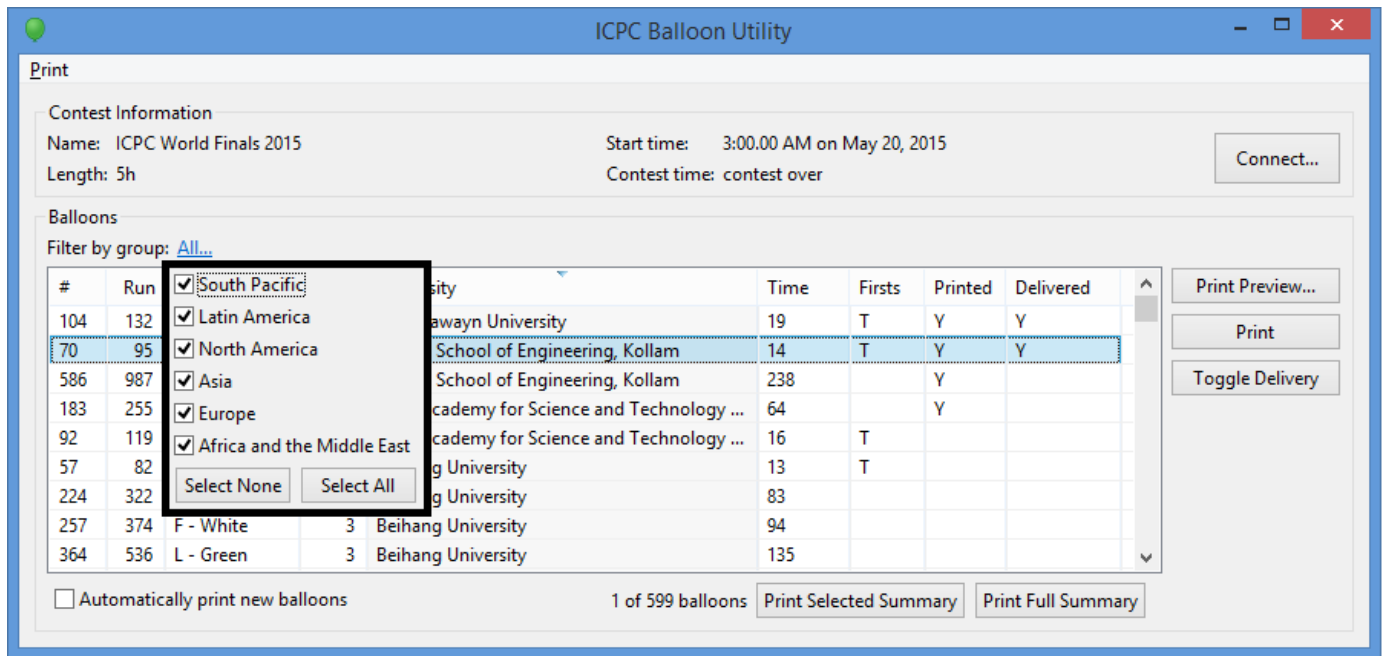 ICPC Balloon Utility
Print
Contest Information
Name: ICPC World Finals 2015 Start time: 3:00.00 AM on May 20, 2015
Connect...
Length: 5h Contest time: contest over
Balloons
Filter by group: All...
South Pacific
Latin America
North America
Asia
Europe
Africa and the Middle East
Select None Select All
# Run sity Time Firsts Printed Delivered
104 132 awayn University 19 T Y Y
70 95 School of Engineering, Kollam 14 T Y Y
586 987 School of Engineering, Kollam 238 Y
183 255 cademy for Science and Technology ... 64 Y
92 119 cademy for Science and Technology ... 16 T
57 82 g University 13 T
224 322 g University 83
257 374 F - White 3 Beihang University 94
364 536 L - Green 3 Beihang University 135
Print Preview...
Print
Toggle Delivery
Automatically print new balloons 1 of 599 balloons Print Selected Summary Print Full Summary